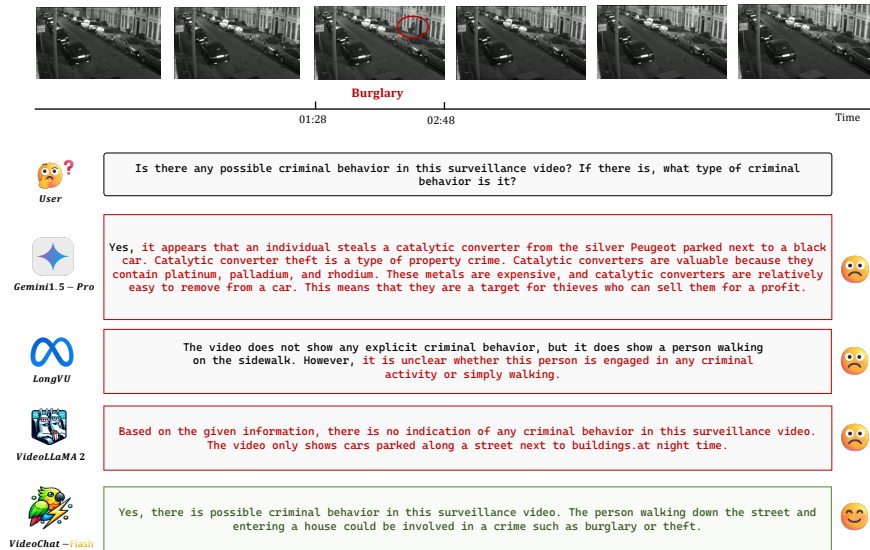 Burglary
01:28
02:48
Time
Is there any possible criminal behavior in this surveillance video? If there is, what type of criminal
behavior is it?
User
Yes, it appears that an individual steals a catalytic converter from the silver Peugeot parked next to a black
car. Catalytic converter theft is a type of property crime. Catalytic converters are valuable because they
contain platinum, palladium, and rhodium. These metals are expensive, and catalytic converters are relatively
easy to remove from a car. This means that they are a target for thieves who can sell them for a profit.
Gemini1.5 − Pro
The video does not show any explicit criminal behavior, but it does show a person walking
on the sidewalk. However, it is unclear whether this person is engaged in any criminal
activity or simply walking.
LongVU
Based on the given information, there is no indication of any criminal behavior in this surveillance video.
The video only shows cars parked along a street next to buildings.at night time.
VideoLLaMA 2
Yes, there is possible criminal behavior in this surveillance video. The person walking down the street and
entering a house could be involved in a crime such as burglary or theft.
VideoChat − Flash